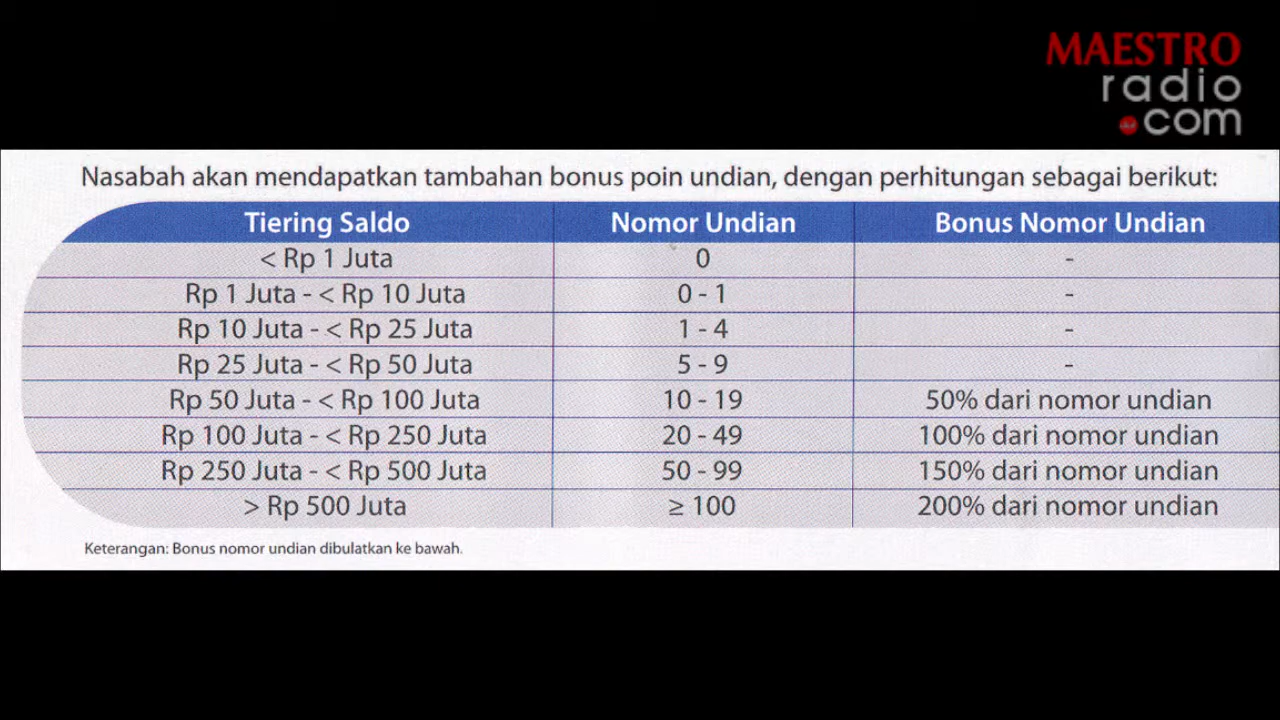 MAESTRO
radio
.com
Nasabah akan mendapatkan tambahan bonus poin undian, dengan perhitungan sebagai berikut:
Tiering Saldo Nomor Undian Bonus Nomor Undian
< Rp 1 Juta 0 -
Rp 1 Juta - < Rp 10 Juta 0 - 1 -
Rp 10 Juta - < Rp 25 Juta 1 - 4 -
Rp 25 Juta - < Rp 50 Juta 5 - 9 -
Rp 50 Juta - < Rp 100 Juta 10 - 19 50% dari nomor undian
Rp 100 Juta - < Rp 250 Juta 20 - 49 100% dari nomor undian
Rp 250 Juta - < Rp 500 Juta 50 - 99 150% dari nomor undian
> Rp 500 Juta ≥ 100 200% dari nomor undian
Keterangan: Bonus nomor undian dibulatkan ke bawah.